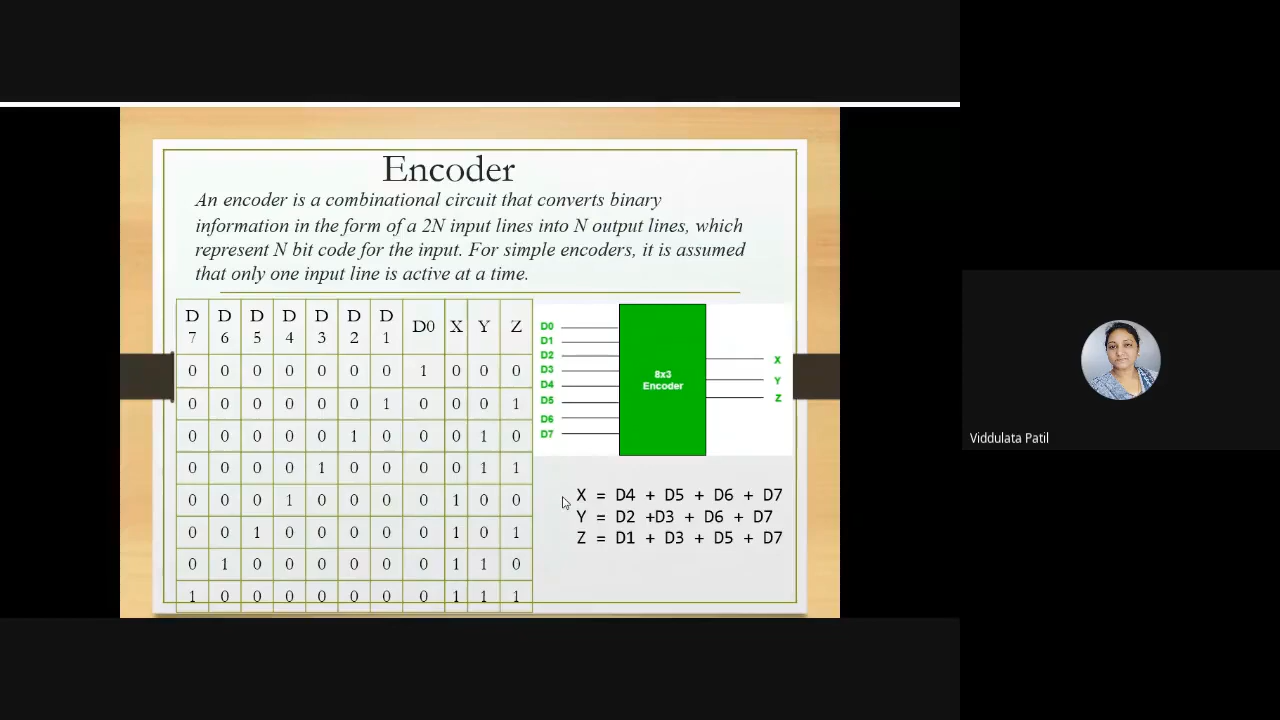 Encoder
An encoder is a combinational circuit that converts binary
information in the form of a 2N input lines into N output lines, which
represent N bit code for the input. For simple encoders, it is assumed
that only one input line is active at a time.
D7 D6 D5 D4 D3 D2 D1 D0 X Y Z
0 0 0 0 0 0 0 1 0 0 0
0 0 0 0 0 0 1 0 0 0 1
0 0 0 0 0 1 0 0 0 1 0
0 0 0 0 1 0 0 0 0 1 1
0 0 0 1 0 0 0 0 1 0 0
0 0 1 0 0 0 0 0 1 0 1
0 1 0 0 0 0 0 0 1 1 0
1 0 0 0 0 0 0 0 1 1 1
D0
D1
D2
D3
D4
D5
D6
D7
8x3
Encoder
X
Y
Z
X = D4 + D5 + D6 + D7
Y = D2 +D3 + D6 + D7
Z = D1 + D3 + D5 + D7
Viddulata Patil